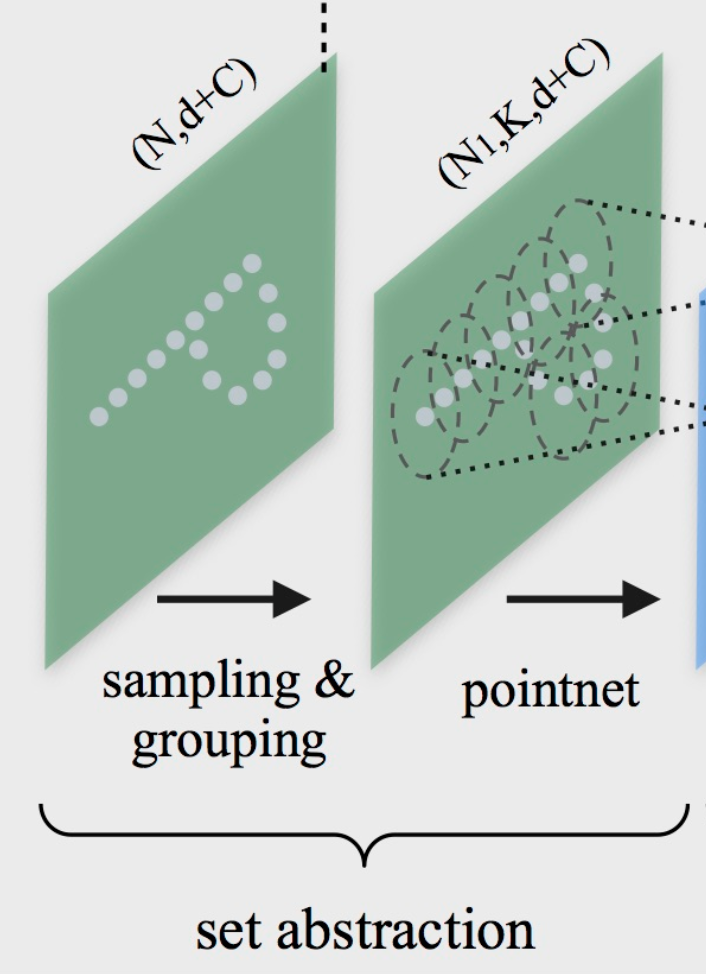 (N,d+C)
(N1,K,d+C)
sampling &
grouping
pointnet
set abstraction